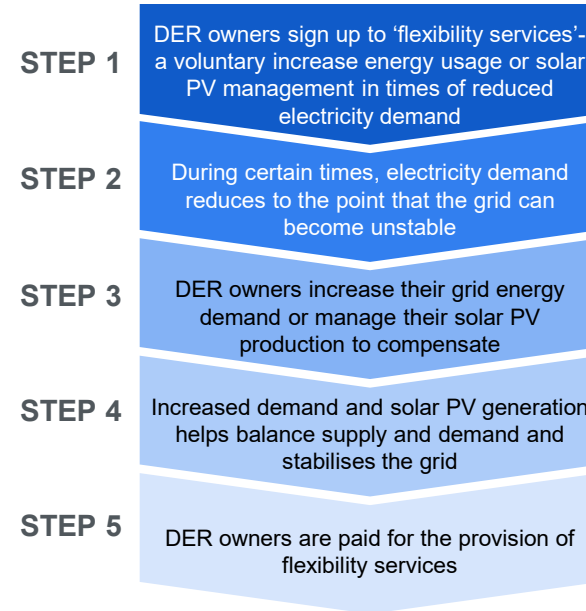 STEP 1
DER owners sign up to ‘flexibility services’-
a voluntary increase energy usage or solar
PV management in times of reduced
electricity demand
STEP 2
During certain times, electricity demand
reduces to the point that the grid can
become unstable
STEP 3
DER owners increase their grid energy
demand or manage their solar PV
production to compensate
STEP 4
Increased demand and solar PV generation
helps balance supply and demand and
stabilises the grid
STEP 5
DER owners are paid for the provision of
flexibility services